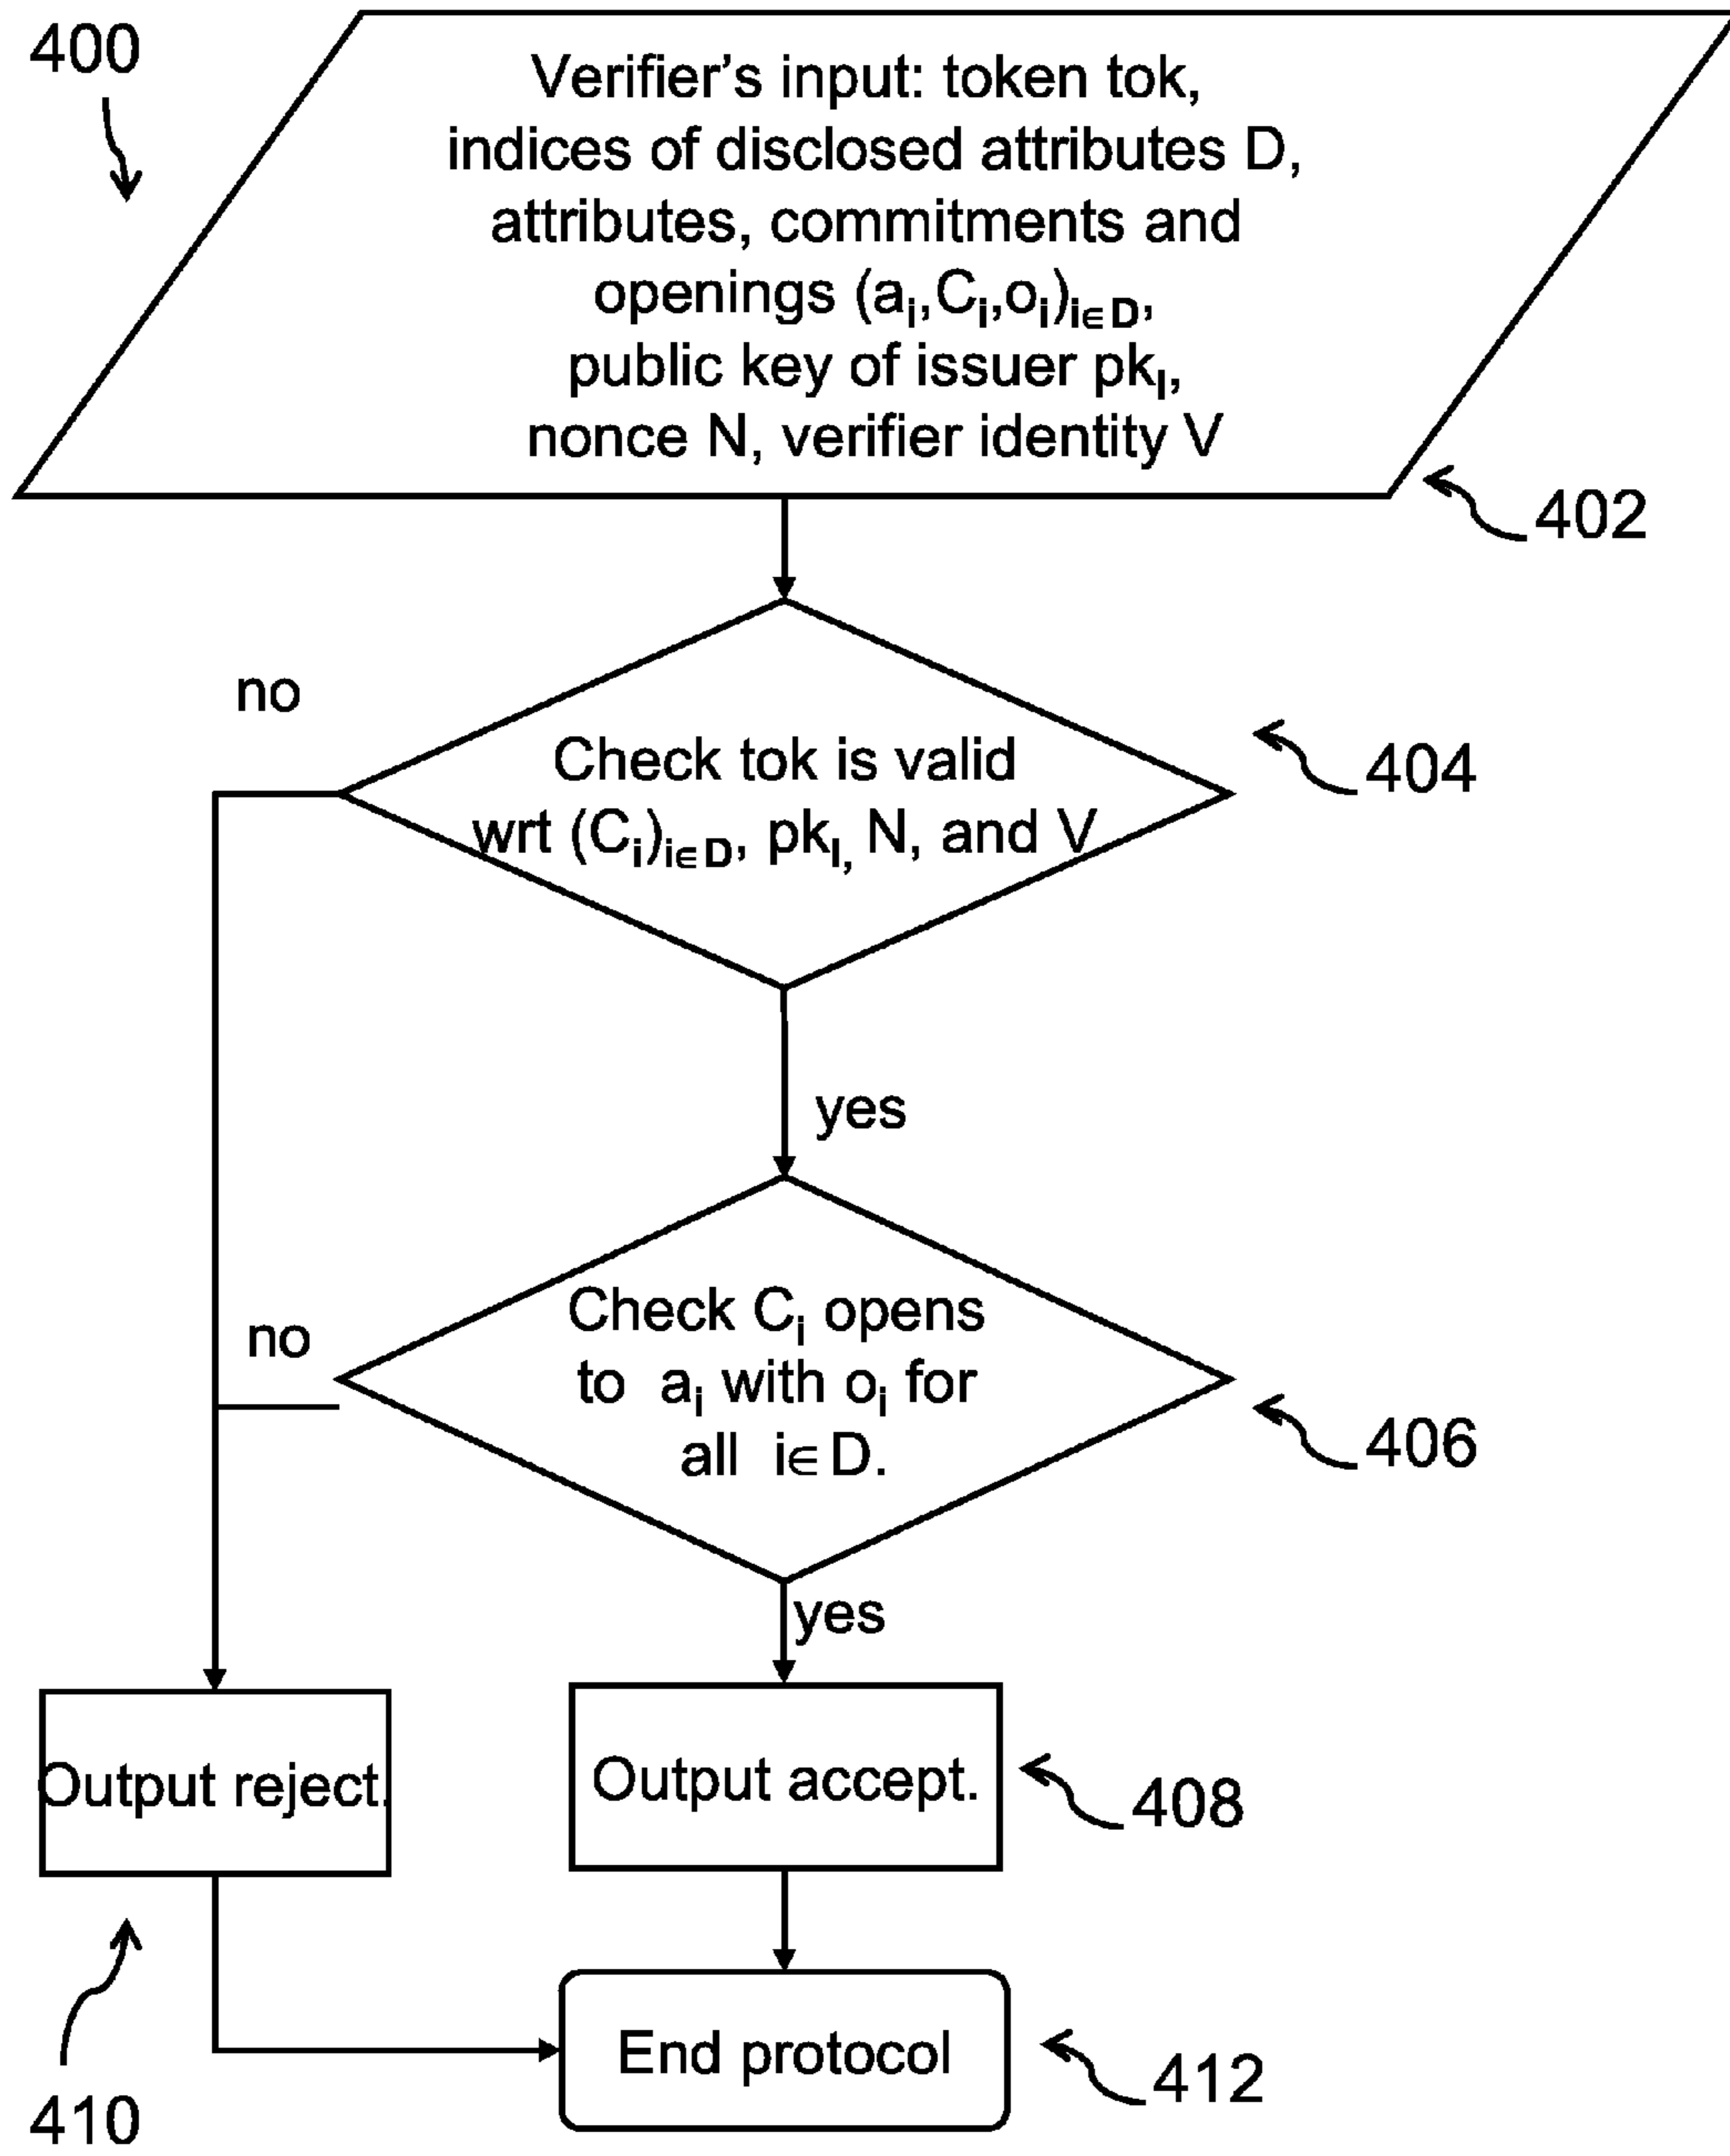 400
Verifier's input: token tok,
indices of disclosed attributes D,
attributes, commitments and
openings (aᵢ,Cᵢ,oᵢ)ᵢ∈D,
public key of issuer pkI,
nonce N, verifier identity V
402
no
Check tok is valid
wrt (Cᵢ)ᵢ∈D, pkI, N, and V
404
yes
Check Cᵢ opens
to aᵢ with oᵢ for
all i∈D.
no
406
yes
Output reject.
Output accept.
408
410
End protocol
412